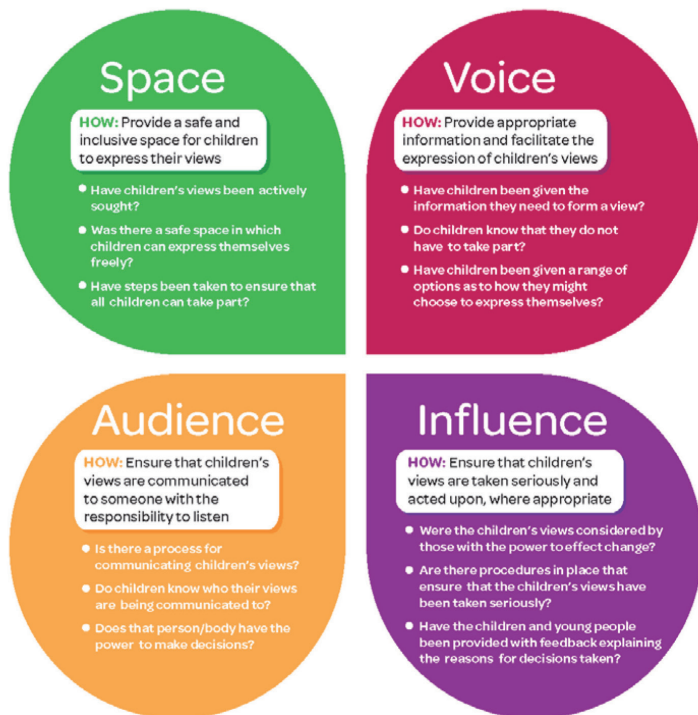 Space
HOW: Provide a safe and
inclusive space for children
to express their views
● Have children's views been actively
sought?
● Was there a safe space in which
children can express themselves
freely?
● Have steps been taken to ensure that
all children can take part?
Voice
HOW: Provide appropriate
information and facilitate the
expression of children's views
● Have children been given the
information they need to form a view?
● Do children know that they do not
have to take part?
● Have children been given a range of
options as to how they might
choose to express themselves?
Audience
HOW: Ensure that children's
views are communicated
to someone with the
responsibility to listen
● Is there a process for
communicating children's views?
● Do children know who their views
are being communicated to?
● Does that person/body have the
power to make decisions?
Influence
HOW: Ensure that children's
views are taken seriously and
acted upon, where appropriate
● Were the children's views considered by
those with the power to effect change?
● Are there procedures in place that
ensure that the children's views have
been taken seriously?
● Have the children and young people
been provided with feedback explaining
the reasons for decisions taken?